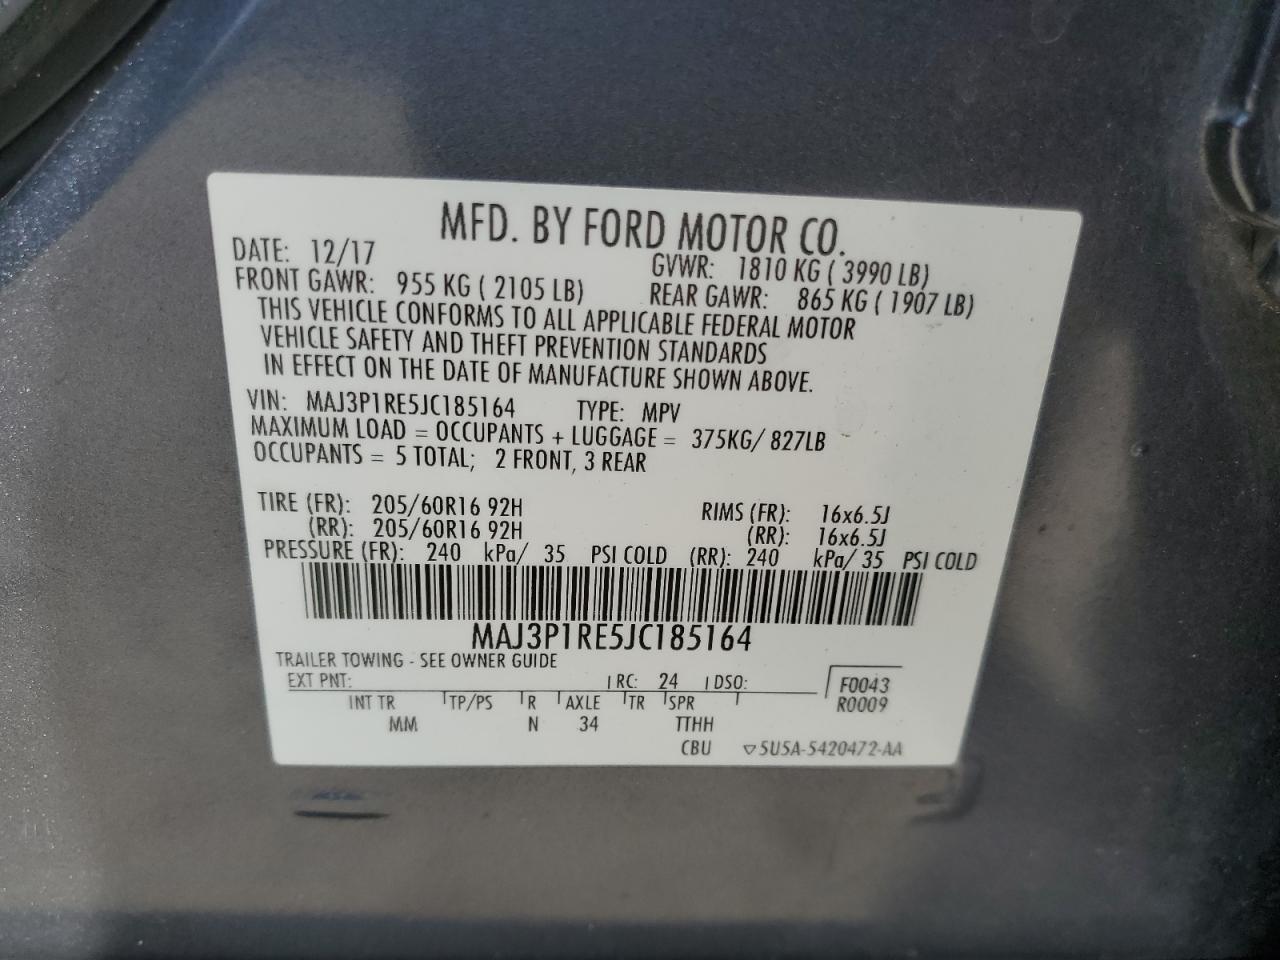 MFD. BY FORD MOTOR CO.
DATE: 12/17 GVWR: 1810 KG ( 3990 LB)
FRONT GAWR: 955 KG ( 2105 LB) REAR GAWR: 865 KG ( 1907 LB)
THIS VEHICLE CONFORMS TO ALL APPLICABLE FEDERAL MOTOR
VEHICLE SAFETY AND THEFT PREVENTION STANDARDS
IN EFFECT ON THE DATE OF MANUFACTURE SHOWN ABOVE.
VIN: MAJ3P1RE5JC185164 TYPE: MPV
MAXIMUM LOAD = OCCUPANTS + LUGGAGE = 375KG/ 827LB
OCCUPANTS = 5 TOTAL; 2 FRONT, 3 REAR
TIRE (FR): 205/60R16 92H RIMS (FR): 16x6.5J
(RR): 205/60R16 92H (RR): 16x6.5J
PRESSURE (FR): 240 kPa/ 35 PSI COLD (RR): 240 kPa/ 35 PSI COLD
MAJ3P1RE5JC185164
TRAILER TOWING - SEE OWNER GUIDE
EXT PNT: RC: 24 DSO: F0043
INT TR TP/PS R AXLE TR SPR R0009
MM N 34 TTHH
CBU ▽5U5A-5420472-AA